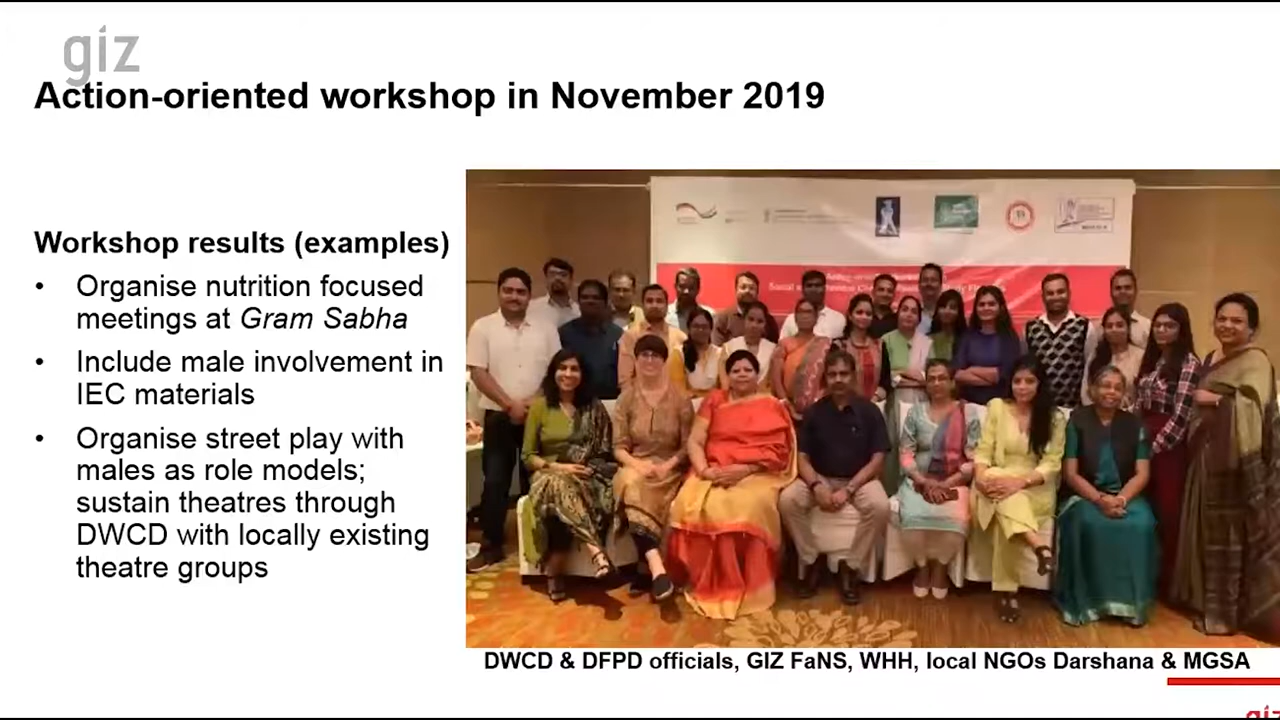 giz
Action-oriented workshop in November 2019
Workshop results (examples)
• Organise nutrition focused
meetings at Gram Sabha
• Include male involvement in
IEC materials
• Organise street play with
males as role models;
sustain theatres through
DWCD with locally existing
theatre groups
DWCD & DFPD officials, GIZ FaNS, WHH, local NGOs Darshana & MGSA
giz